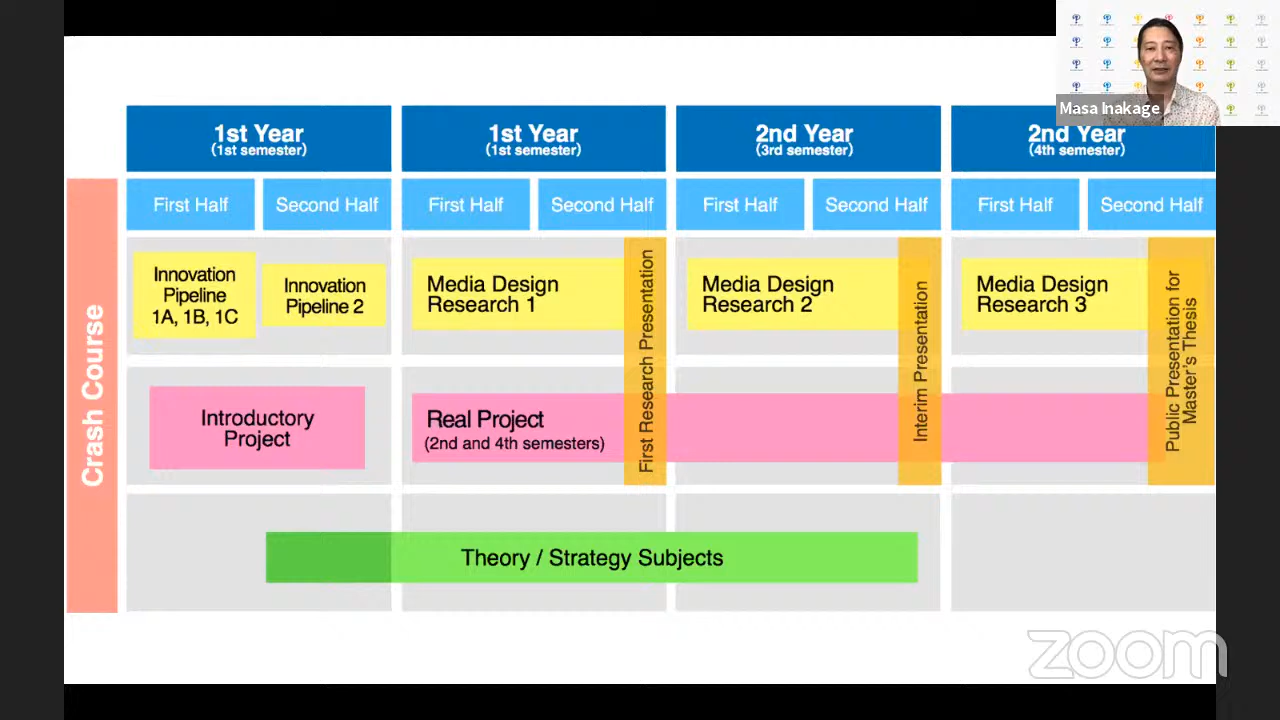 Masa Inakage
1st Year
(1st semester)
1st Year
(1st semester)
2nd Year
(3rd semester)
2nd Year
(4th semester)
First Half
Second Half
First Half
Second Half
First Half
Second Half
First Half
Second Half
Crash Course
Innovation
Pipeline
1A, 1B, 1C
Innovation
Pipeline 2
Media Design
Research 1
First Research Presentation
Media Design
Research 2
Interim Presentation
Media Design
Research 3
Public Presentation for
Master's Thesis
Introductory
Project
Real Project
(2nd and 4th semesters)
Theory / Strategy Subjects
zoom